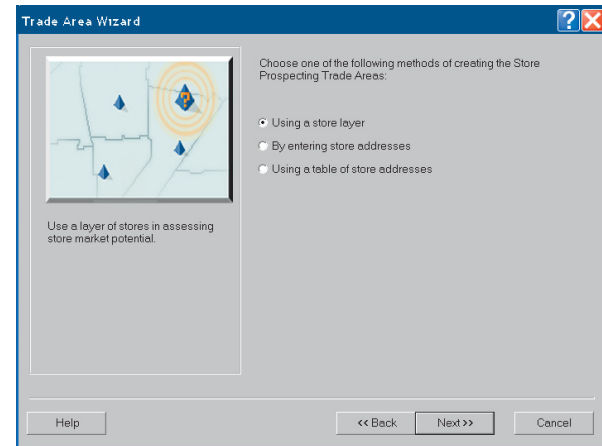 Trade Area Wizard
?
Choose one of the following methods of creating the Store
Prospecting Trade Areas:
Using a store layer
By entering store addresses
Using a table of store addresses
?
Use a layer of stores in assessing
store market potential.
Help
<< Back
Next >>
Cancel